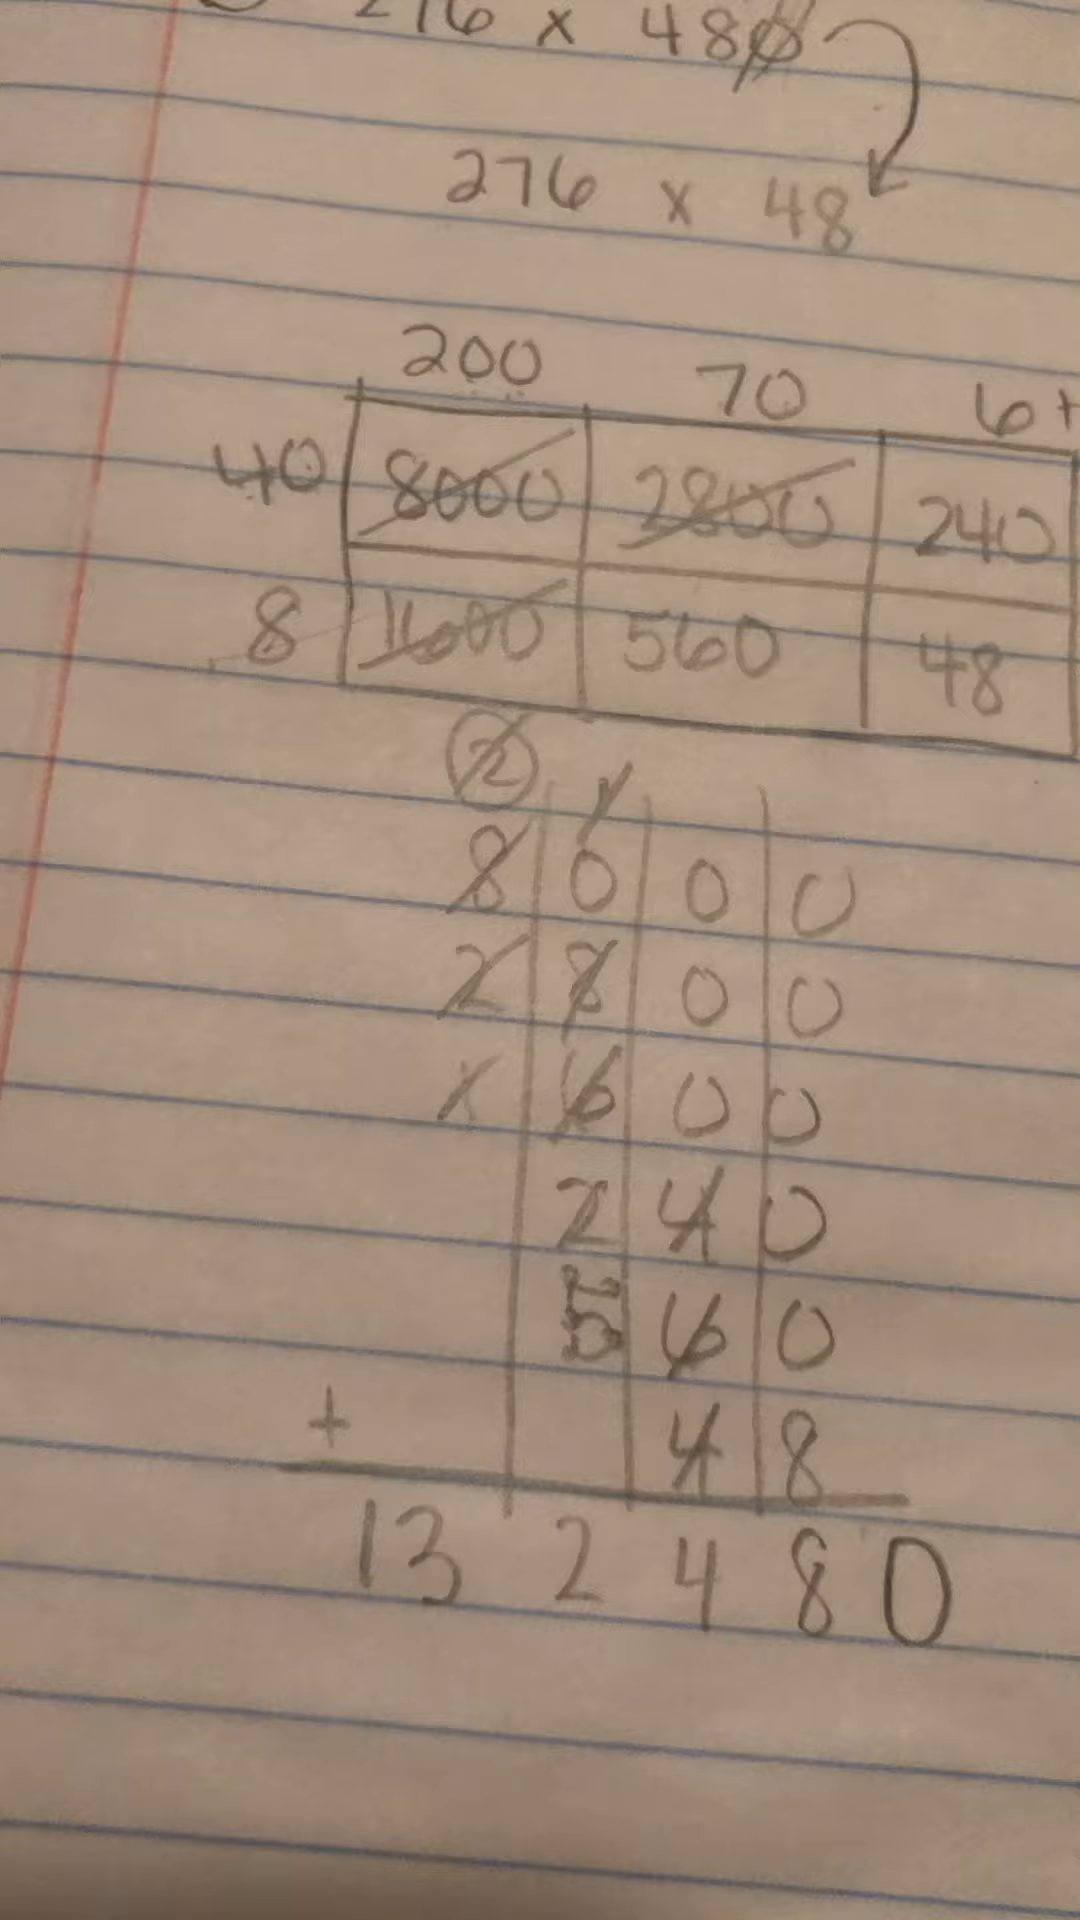 276 x 480
276 x 48
200 70 6+
40 8000 2800 240
8 1600 560 48
2 1
8 0 0 0
2 8 0 0
1 6 0 0
2 4 0
5 6 0
+ 4 8
13 2 4 8 0